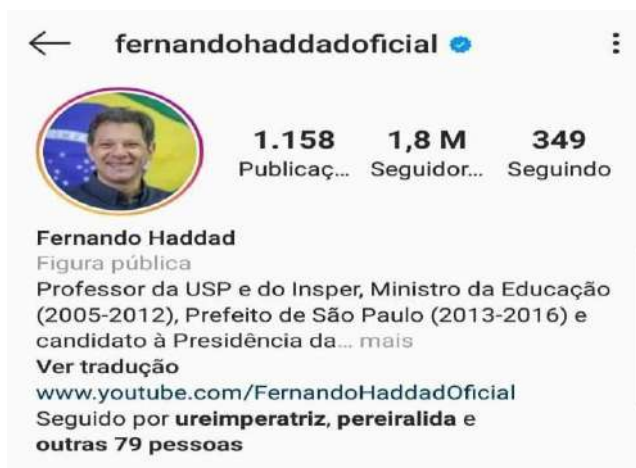 fernandohaddadoficial
1.158 1,8 M 349
Publicaç... Seguidor... Seguindo
Fernando Haddad
Figura pública
Professor da USP e do Insper, Ministro da Educação
(2005-2012), Prefeito de São Paulo (2013-2016) e
candidato à Presidência da... mais
Ver tradução
www.youtube.com/FernandoHaddadOficial
Seguido por ureimperatriz, pereiralida e
outras 79 pessoas